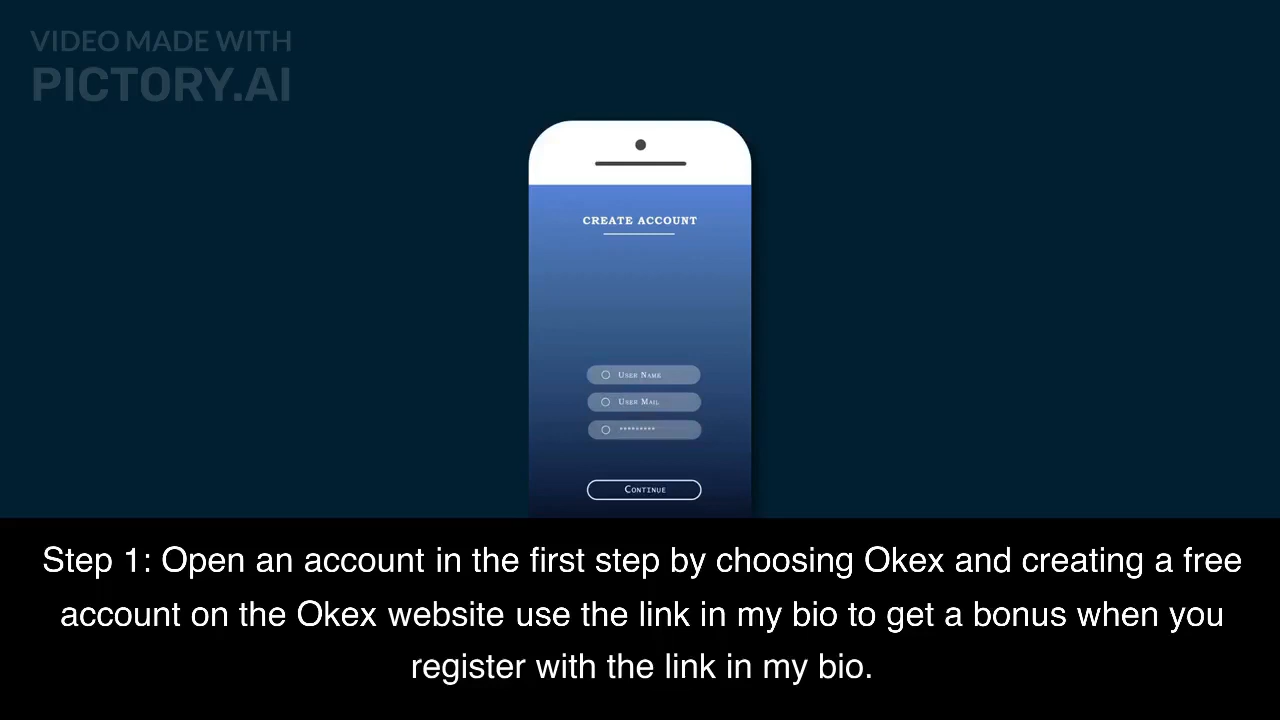 VIDEO MADE WITH
PICTORY.AI
CREATE ACCOUNT
User Name
User Mail
*********
Continue
Step 1: Open an account in the first step by choosing Okex and creating a free
account on the Okex website use the link in my bio to get a bonus when you
register with the link in my bio.